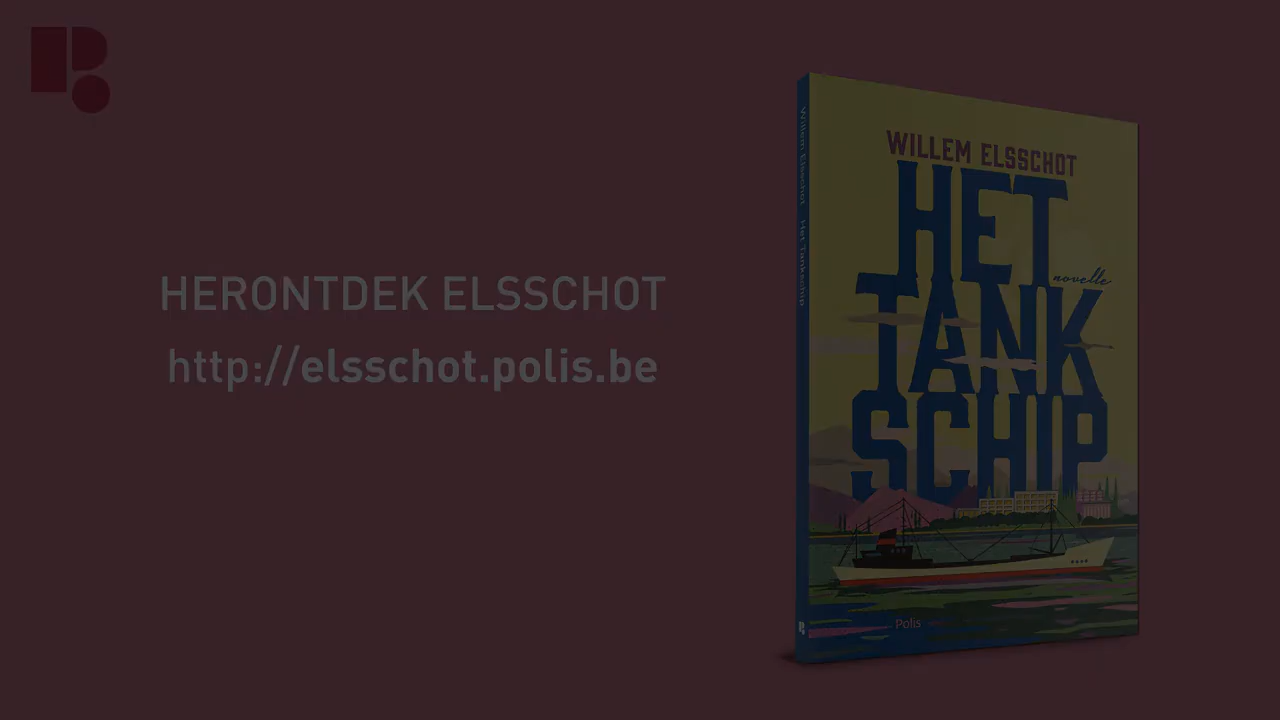 HERONTDEK ELSSCHOT
http://elsschot.polis.be
Willem Elsschot Het Tankschip
WILLEM ELSSCHOT
HET
novelle
TANK
SCHIP
Polis